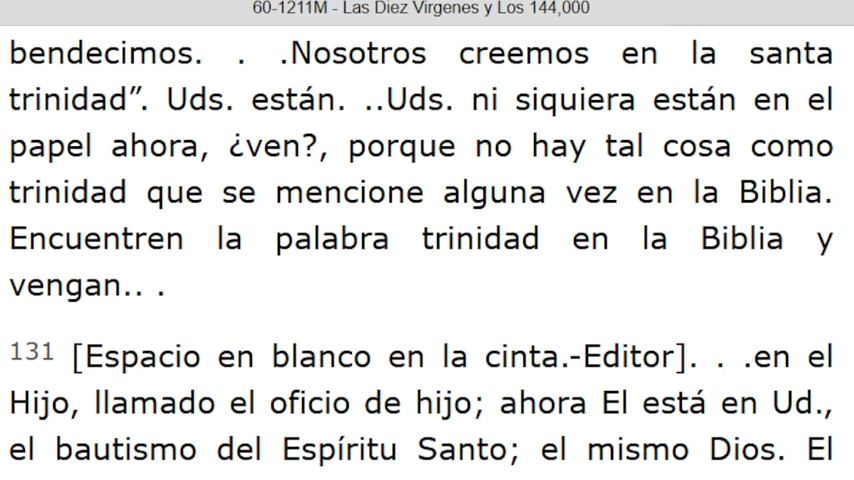 60-1211M - Las Diez Virgenes y Los 144,000
bendecimos. . .Nosotros creemos en la santa
trinidad”. Uds. están. ..Uds. ni siquiera están en el
papel ahora, ¿ven?, porque no hay tal cosa como
trinidad que se mencione alguna vez en la Biblia.
Encuentren la palabra trinidad en la Biblia y
vengan.. .
131 [Espacio en blanco en la cinta.-Editor]. . .en el
Hijo, llamado el oficio de hijo; ahora El está en Ud.,
el bautismo del Espíritu Santo; el mismo Dios. El